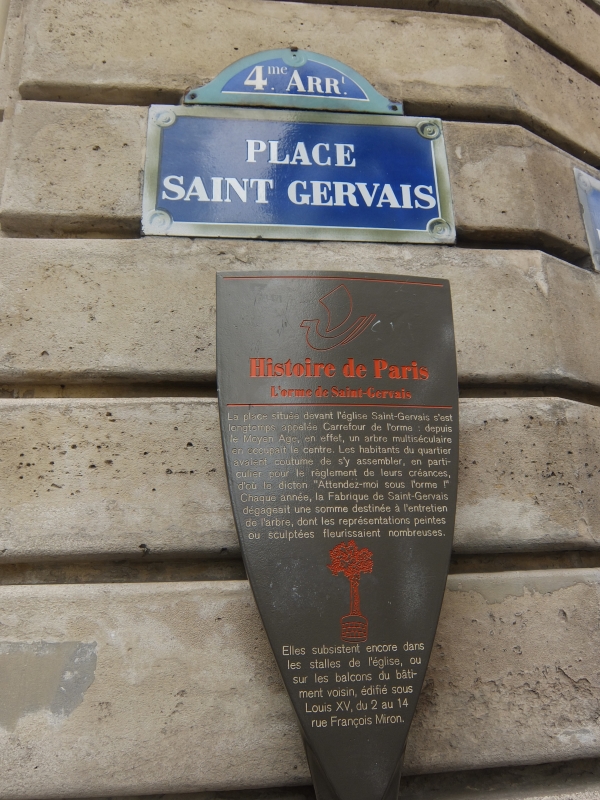 4.me ARR.t
PLACE
SAINT GERVAIS
Histoire de Paris
L'orme de Saint-Gervais
La place située devant l'église Saint-Gervais s'est
longtemps appelée Carrefour de l'orme : depuis
le Moyen Age, en effet, un arbre multiséculaire
en occupait le centre. Les habitants du quartier
avaient coutume de s'y assembler, en parti-
culier pour le règlement de leurs créances,
d'où le dicton "Attendez-moi sous l'orme !"
Chaque année, la Fabrique de Saint-Gervais
dégageait une somme destinée à l'entretien
de l'arbre, dont les représentations peintes
ou sculptées fleurissaient nombreuses.
Elles subsistent encore dans
les stalles de l'église, ou
sur les balcons du bâti-
ment voisin, édifié sous
Louis XV, du 2 au 14
rue François Miron.